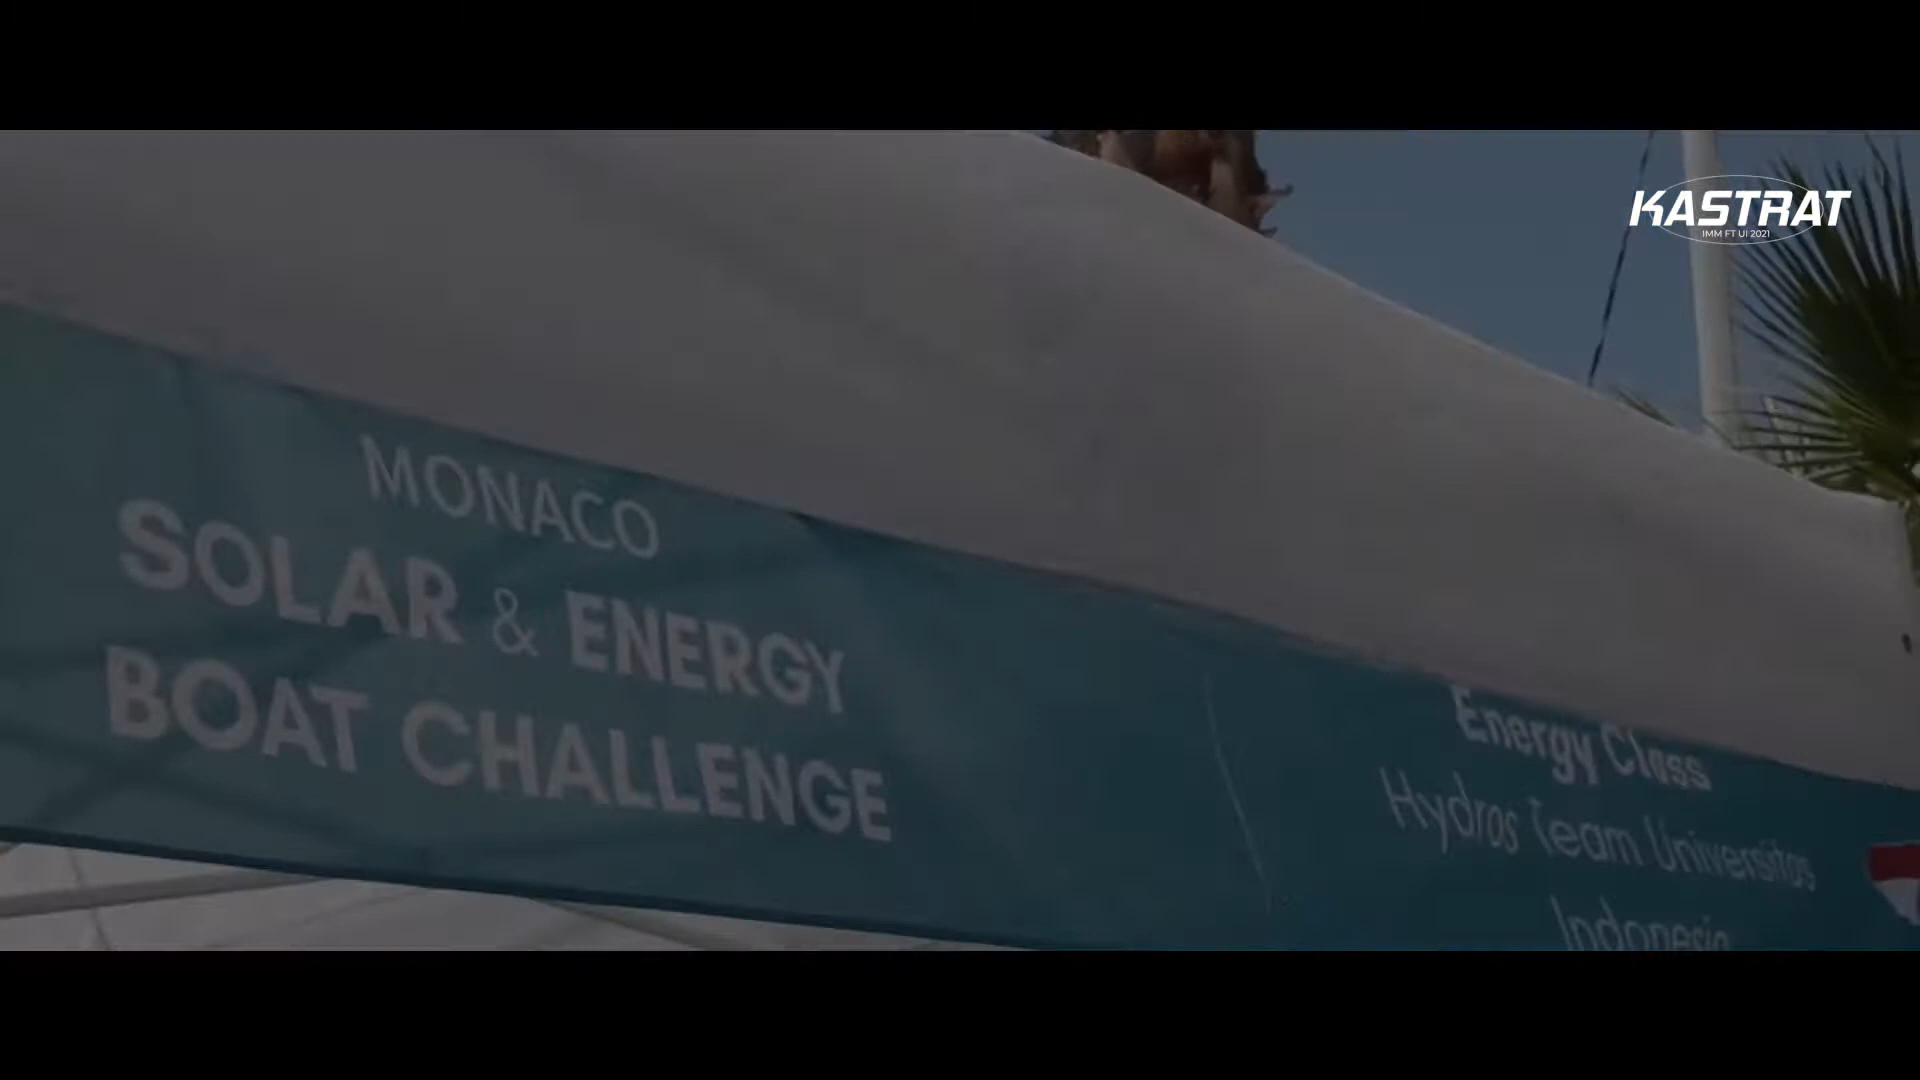 KASTRAT
IMM FT UI 2021
MONACO
SOLAR & ENERGY
BOAT CHALLENGE
Energy Class
Hydros Team Universitas
Indonesia